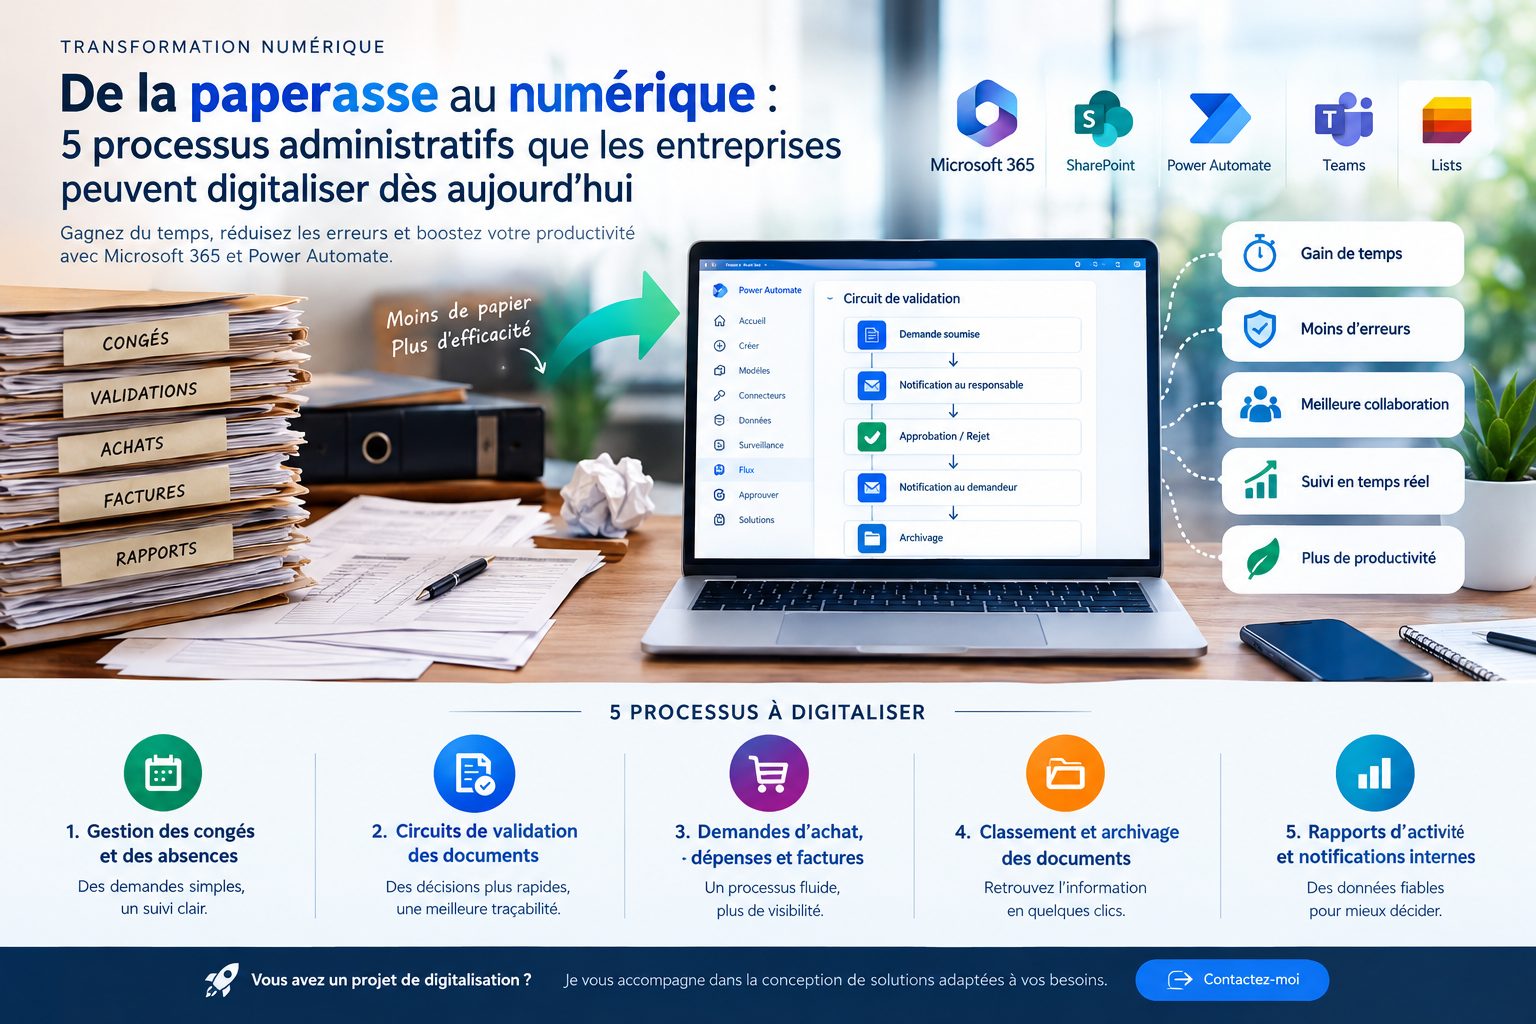 TRANSFORMATION NUMÉRIQUE
De la paperasse au numérique :
5 processus administratifs que les entreprises
peuvent digitaliser dès aujourd'hui
Gagnez du temps, réduisez les erreurs et boostez votre productivité
avec Microsoft 365 et Power Automate.
Microsoft 365
SharePoint
Power Automate
Teams
Lists
S
T
Moins de papier
Plus d'efficacité
CONGÉS
VALIDATIONS
ACHATS
FACTURES
RAPPORTS
Power Automate
Accueil
Créer
Modèles
Connecteurs
Données
Surveillance
Flux
Approuver
Solutions
Circuit de validation
Demande soumise
Notification au responsable
Approbation / Rejet
Notification au demandeur
Archivage
Gain de temps
Moins d'erreurs
Meilleure collaboration
Suivi en temps réel
Plus de productivité
5 PROCESSUS À DIGITALISER
1. Gestion des congés
et des absences
Des demandes simples,
un suivi clair.
2. Circuits de validation
des documents
Des décisions plus rapides,
une meilleure traçabilité.
3. Demandes d'achat,
· dépenses et factures
Un processus fluide,
plus de visibilité.
4. Classement et archivage
des documents
Retrouvez l'information
en quelques clics.
5. Rapports d'activité
et notifications internes
Des données fiables
pour mieux décider.
Vous avez un projet de digitalisation ?
Je vous accompagne dans la conception de solutions adaptées à vos besoins.
Contactez-moi